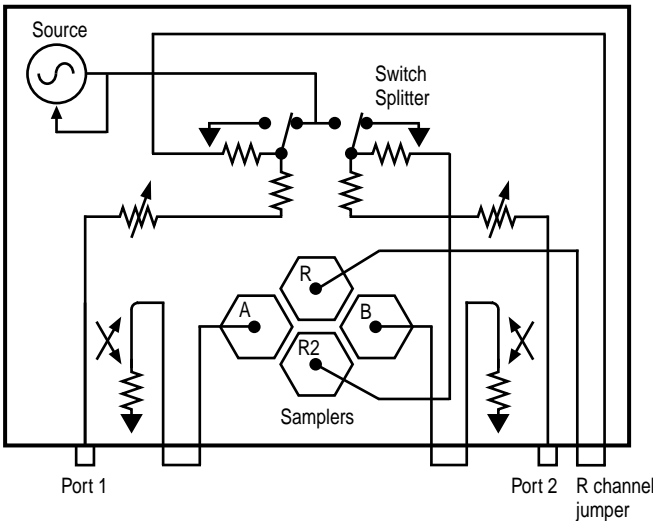 Source
Switch
Splitter
R
A
B
R2
Samplers
Port 1
Port 2
R channel
jumper